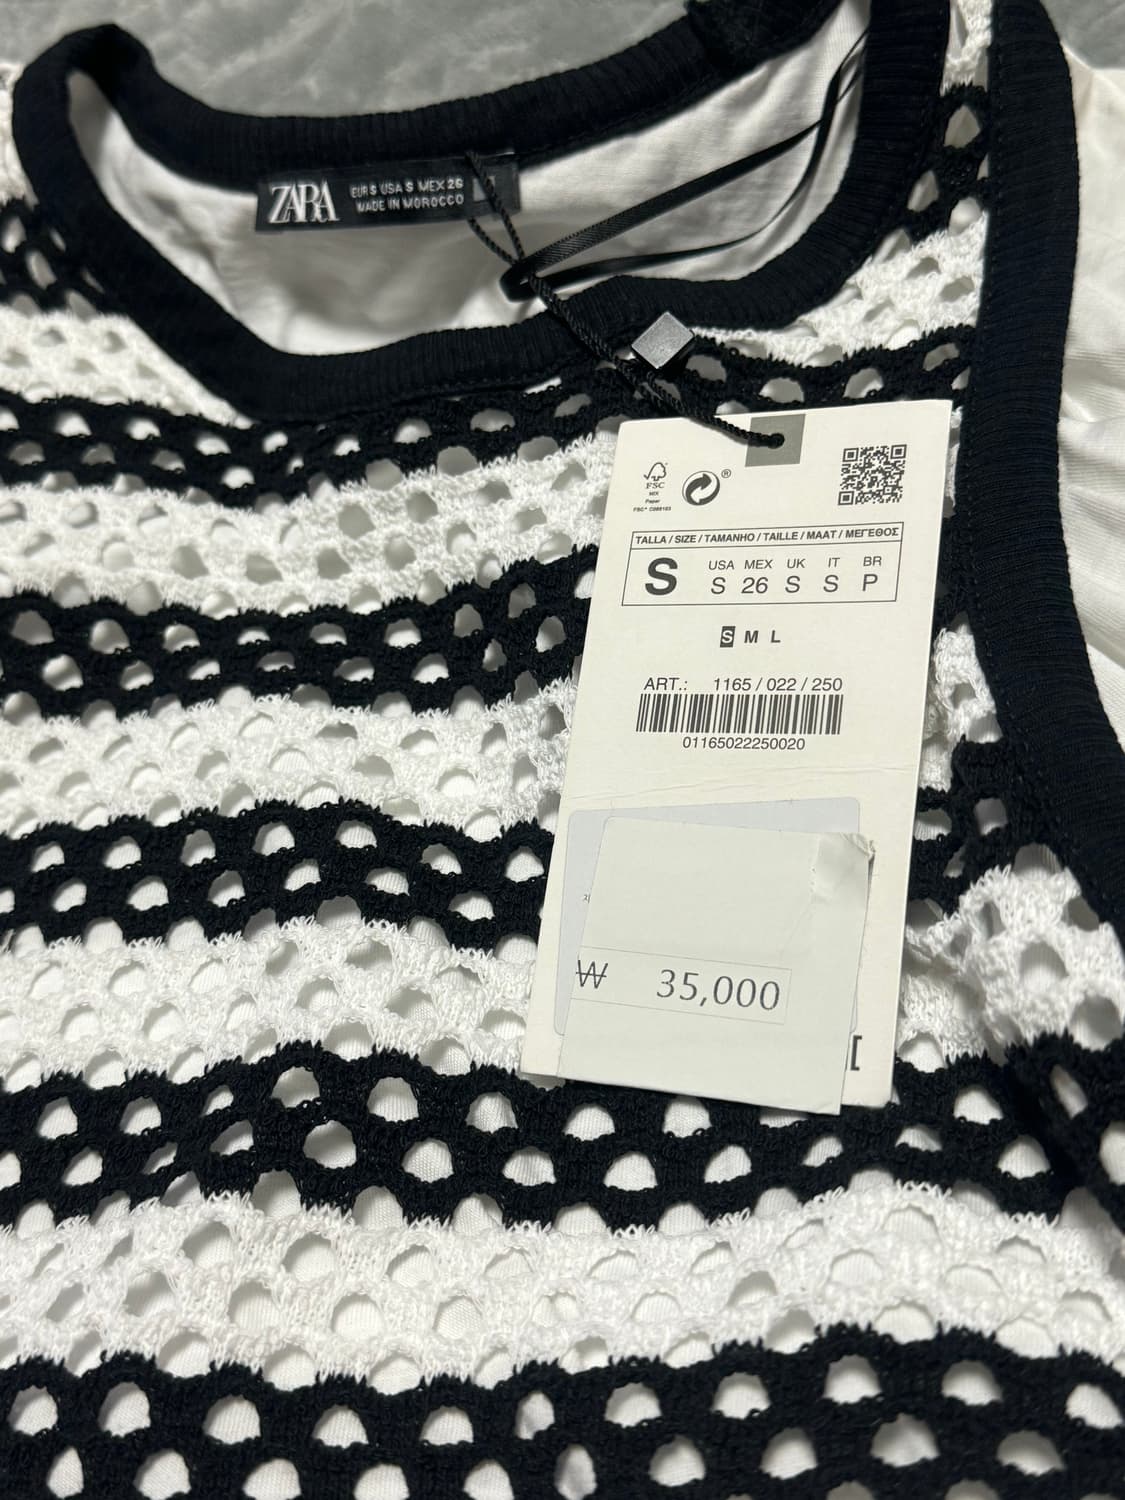 ZARA
EUR S USA S MEX 26
MADE IN MOROCCO
FSC
MIX
Paper
®
TALLA / SIZE / TAMANHO / TAILLE / MAAT / ΜΕΓΕΘΟΣ
S
USA MEX UK IT BR
S 26 S S P
S M L
ART.: 1165 / 022 / 250
01165022250020
₩ 35,000